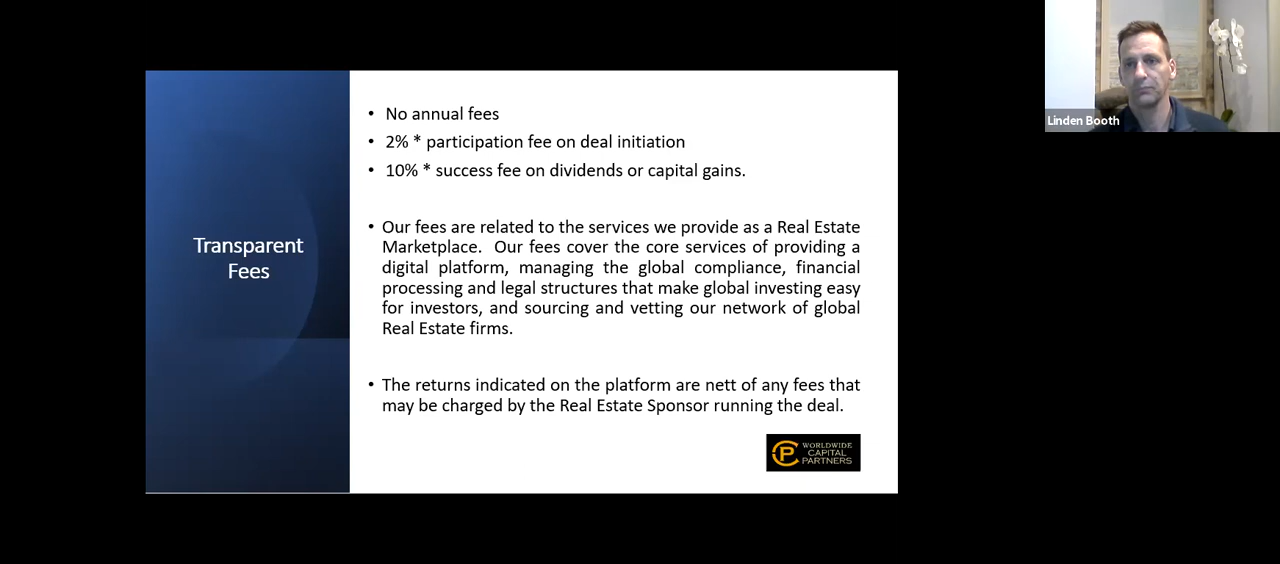 Linden Booth
Transparent
Fees
• No annual fees
• 2% * participation fee on deal initiation
• 10% * success fee on dividends or capital gains.
• Our fees are related to the services we provide as a Real Estate
Marketplace. Our fees cover the core services of providing a
digital platform, managing the global compliance, financial
processing and legal structures that make global investing easy
for investors, and sourcing and vetting our network of global
Real Estate firms.
• The returns indicated on the platform are nett of any fees that
may be charged by the Real Estate Sponsor running the deal.
CP
WORLDWIDE
CAPITAL
PARTNERS